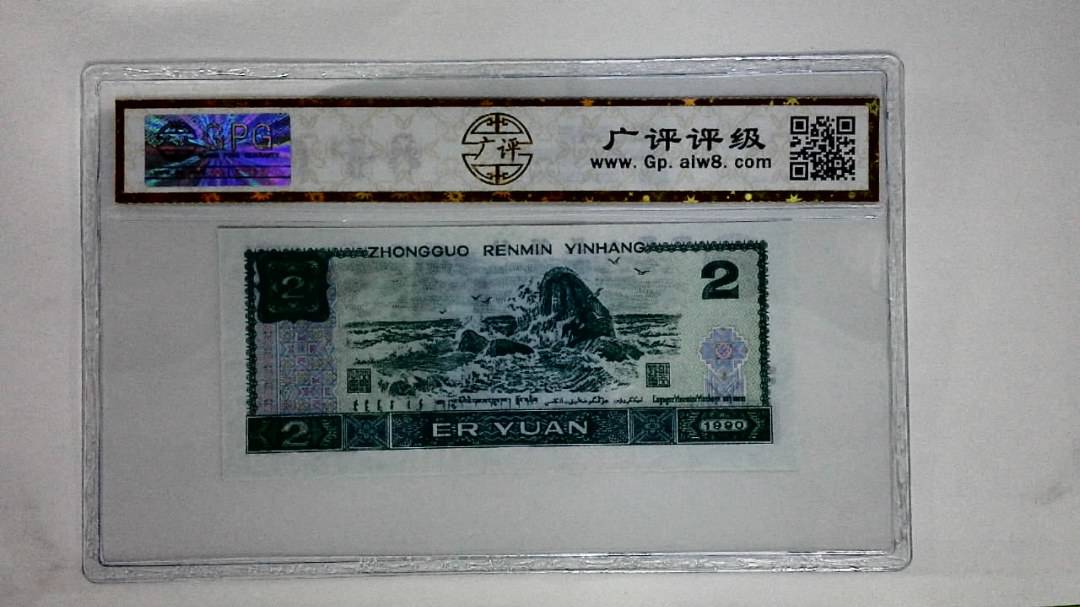 GPG
广评
广评评级
www.Gp.aiw8.com
ZHONGGUO RENMIN YINHANG
2
2
2
ER YUAN
1990